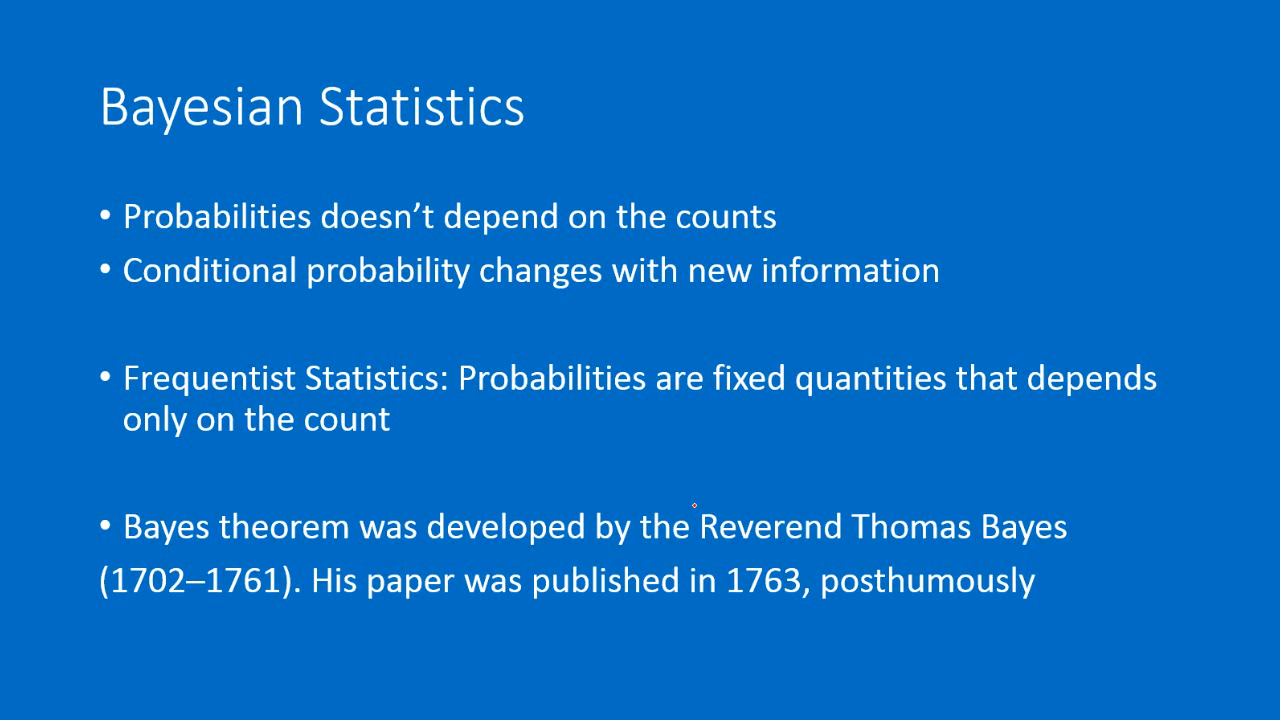 Bayesian Statistics
• Probabilities doesn’t depend on the counts
• Conditional probability changes with new information
• Frequentist Statistics: Probabilities are fixed quantities that depends
only on the count
• Bayes theorem was developed by the Reverend Thomas Bayes
(1702–1761). His paper was published in 1763, posthumously